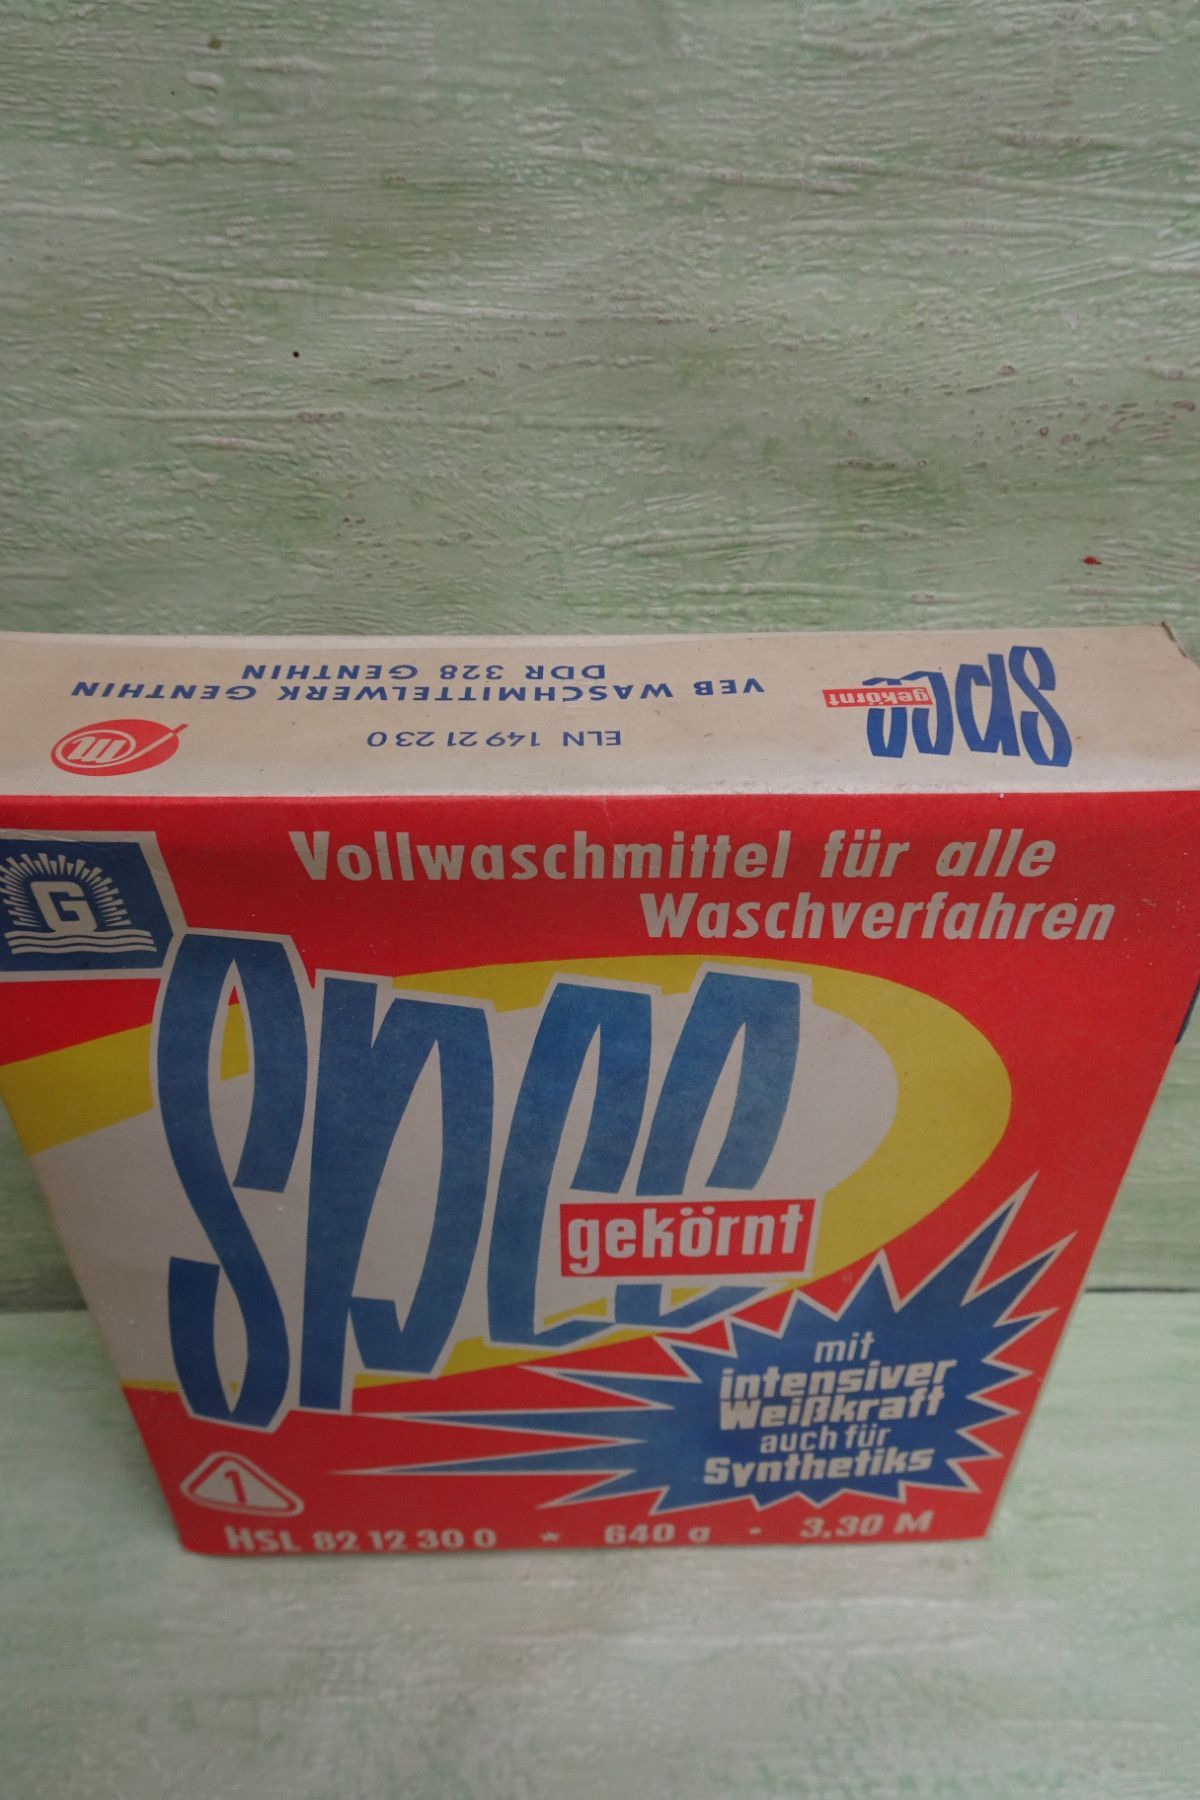 spee
gekörnt
VEB WASCHMITTELWERK GENTHIN
DDR 328 GENTHIN
ELN 149 21 23 0
m
Vollwaschmittel für alle
Waschverfahren
G
spee
gekörnt
mit
intensiver
Weißkraft
auch für
Synthetiks
1
HSL 82 12 30 0 * 640 g • 3,30 M